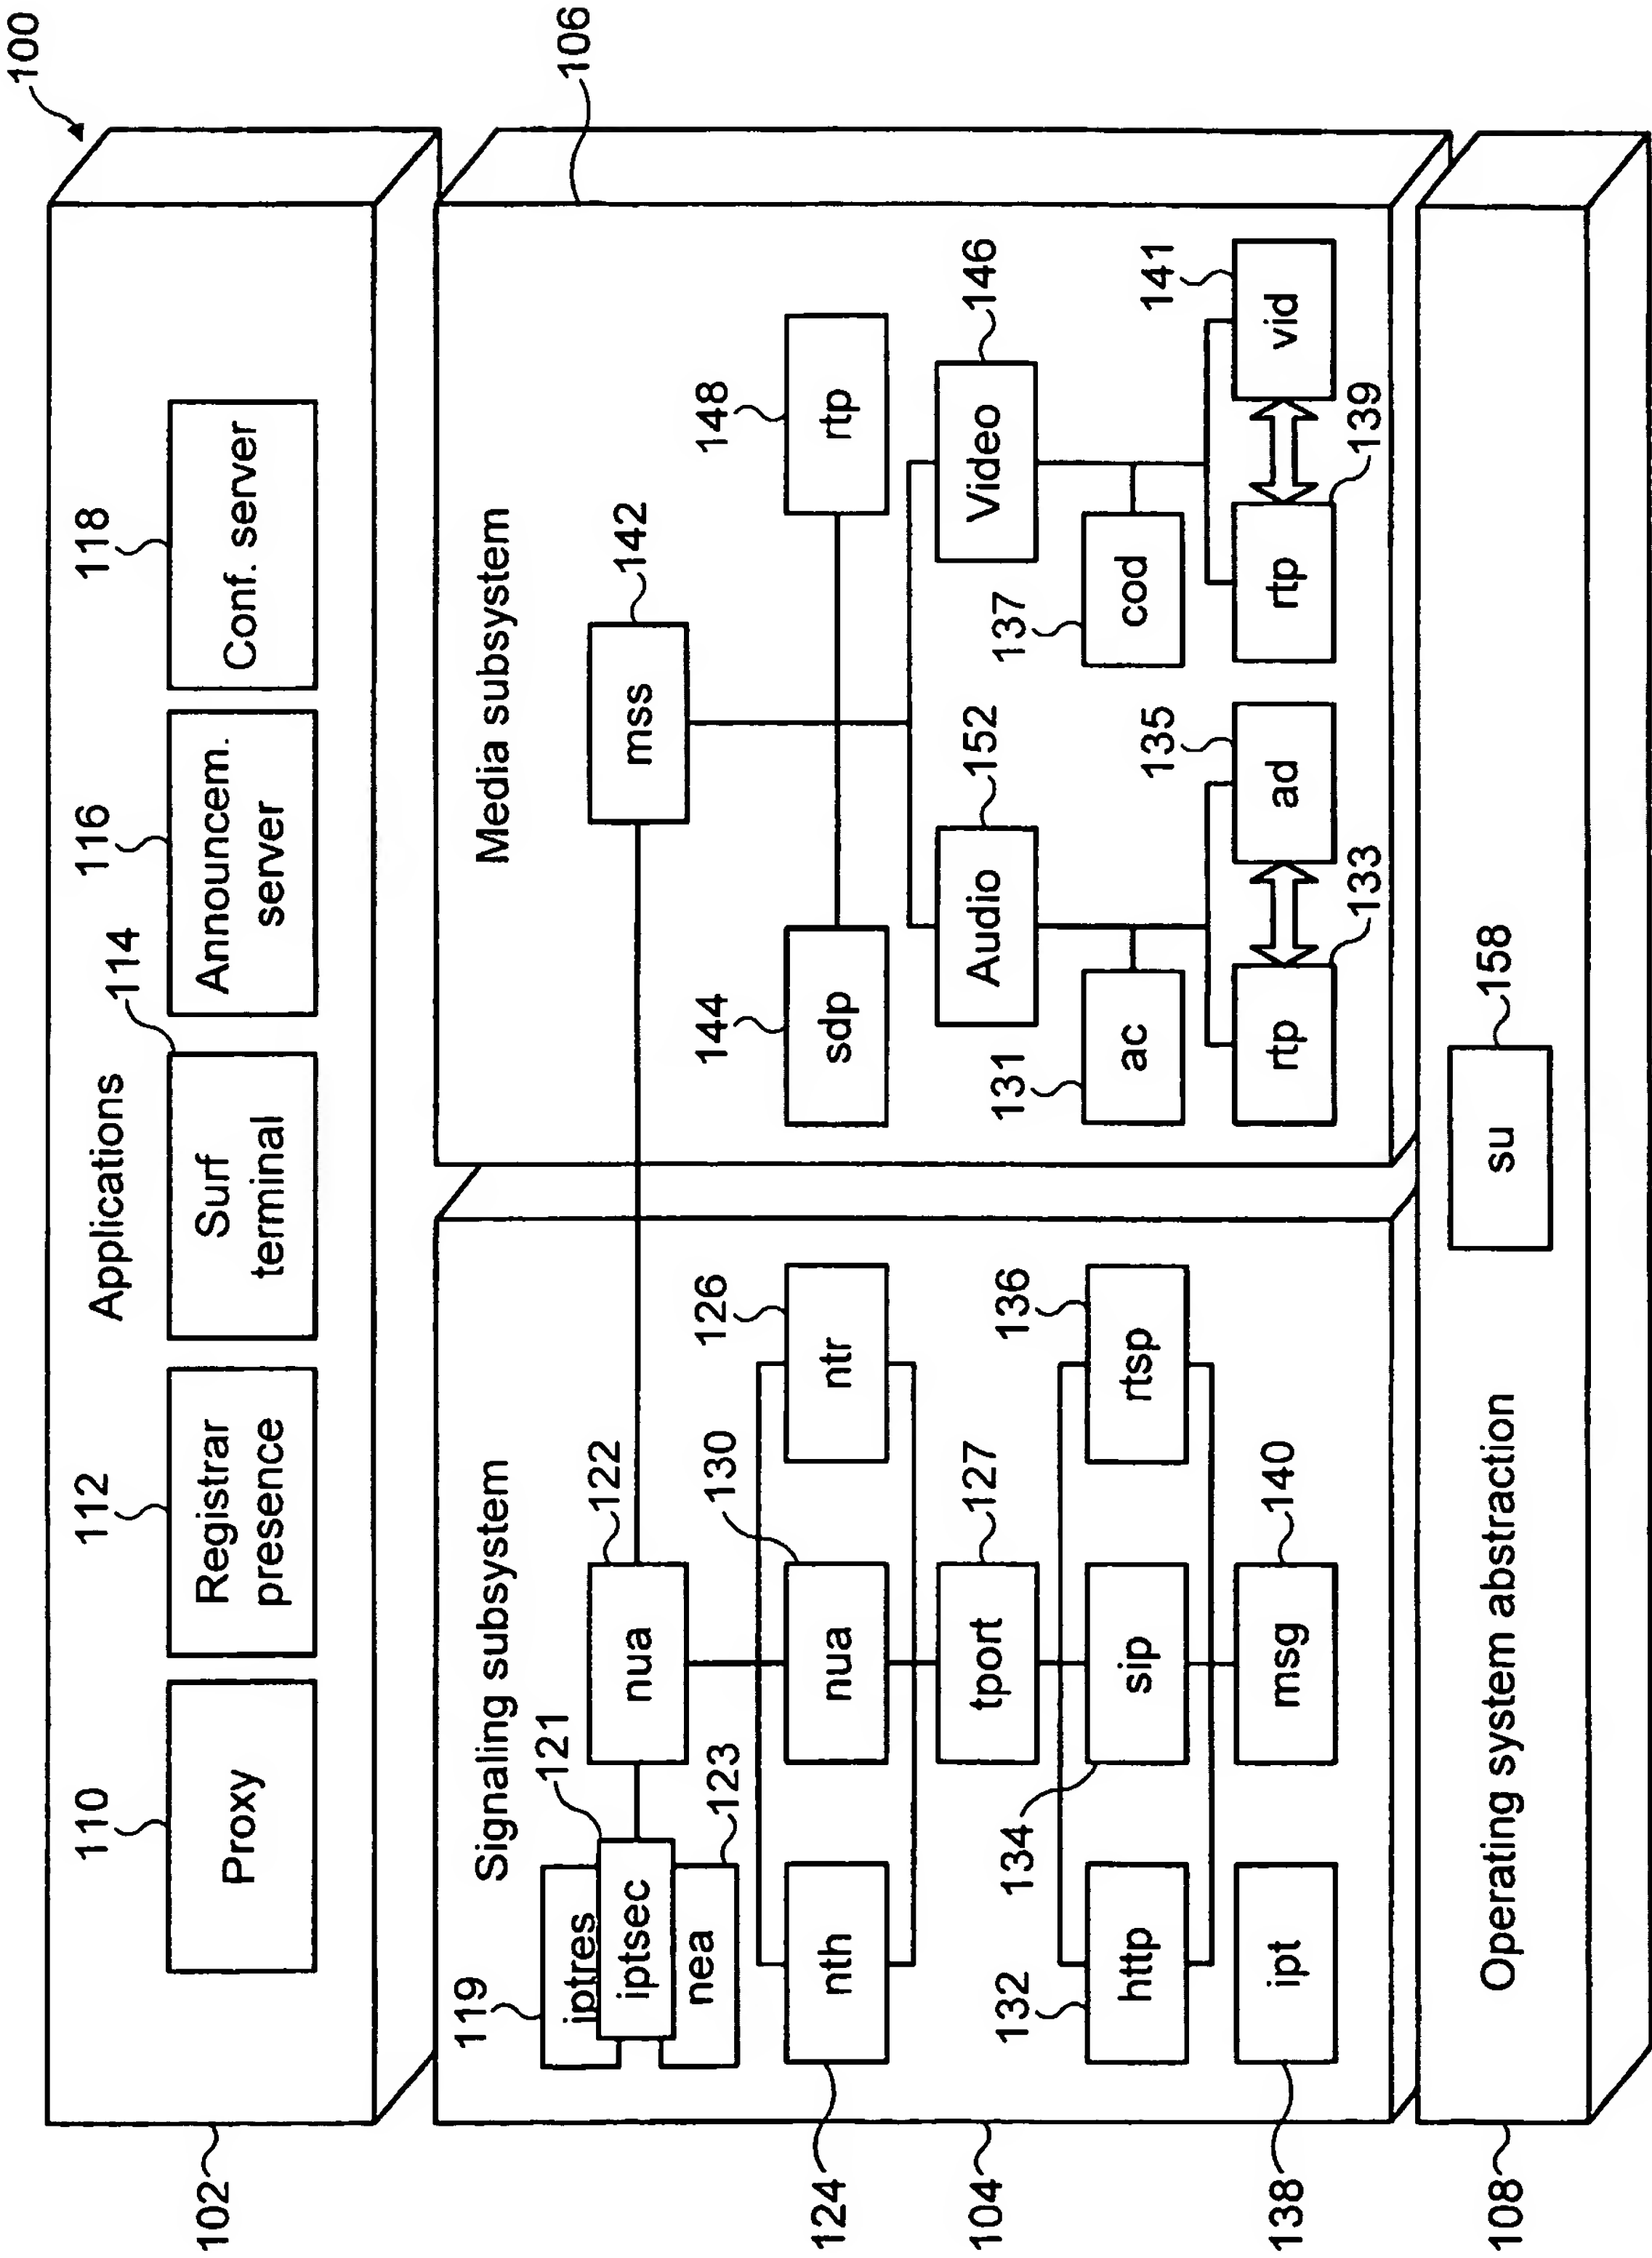 100
102
Applications
110
112
114
116
118
Proxy
Registrar
presence
Surf
terminal
Announcem.
server
Conf. server
104
Signaling subsystem
119
iptres
121
iptsec
123
nea
122
nua
124
nth
130
nua
126
ntr
127
tport
132
http
134
sip
136
rtsp
138
ipt
140
msg
106
Media subsystem
142
mss
144
sdp
148
rtp
152
Audio
146
Video
131
ac
137
cod
133
rtp
135
ad
139
rtp
141
vid
108
Operating system abstraction
158
su